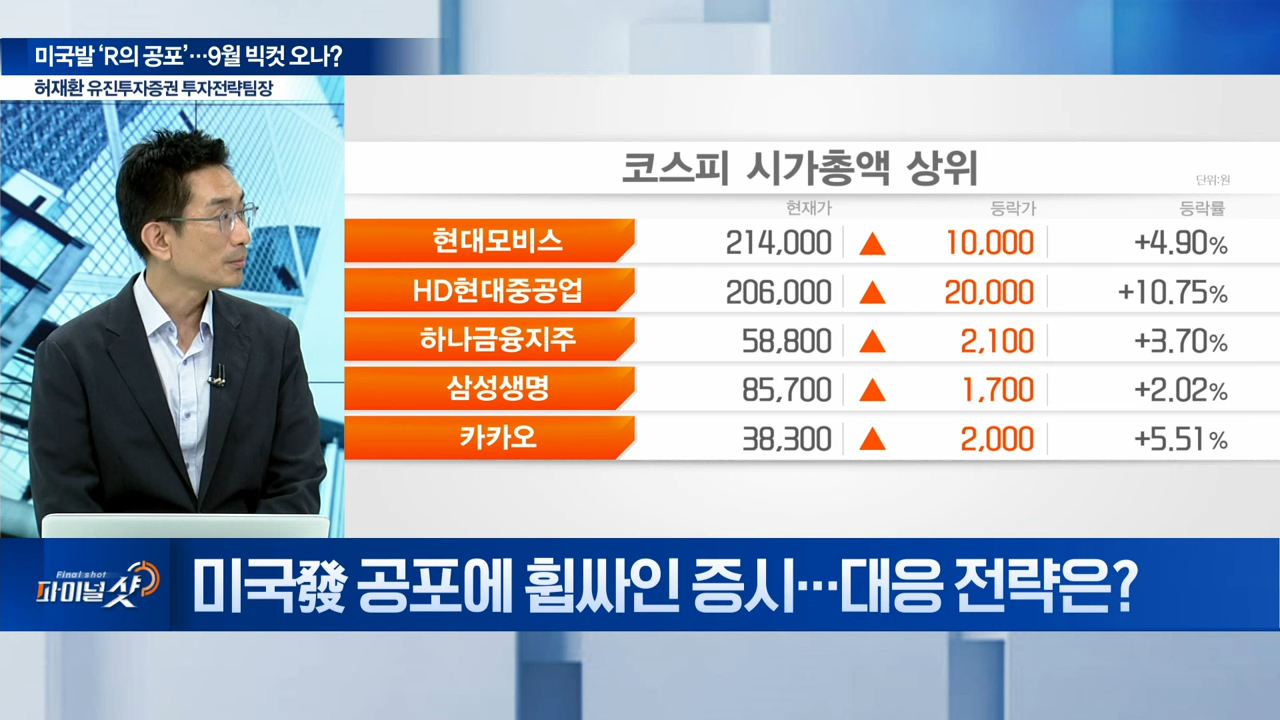 미국발 ‘R의 공포’…9월 빅컷 오나?
허재환 유진투자증권 투자전략팀장
코스피 시가총액 상위
단위:원
현재가 등락가 등락률
현대모비스 214,000 ▲ 10,000 +4.90%
HD현대중공업 206,000 ▲ 20,000 +10.75%
하나금융지주 58,800 ▲ 2,100 +3.70%
삼성생명 85,700 ▲ 1,700 +2.02%
카카오 38,300 ▲ 2,000 +5.51%
Final shot
파이널샷
미국發 공포에 휩싸인 증시…대응 전략은?